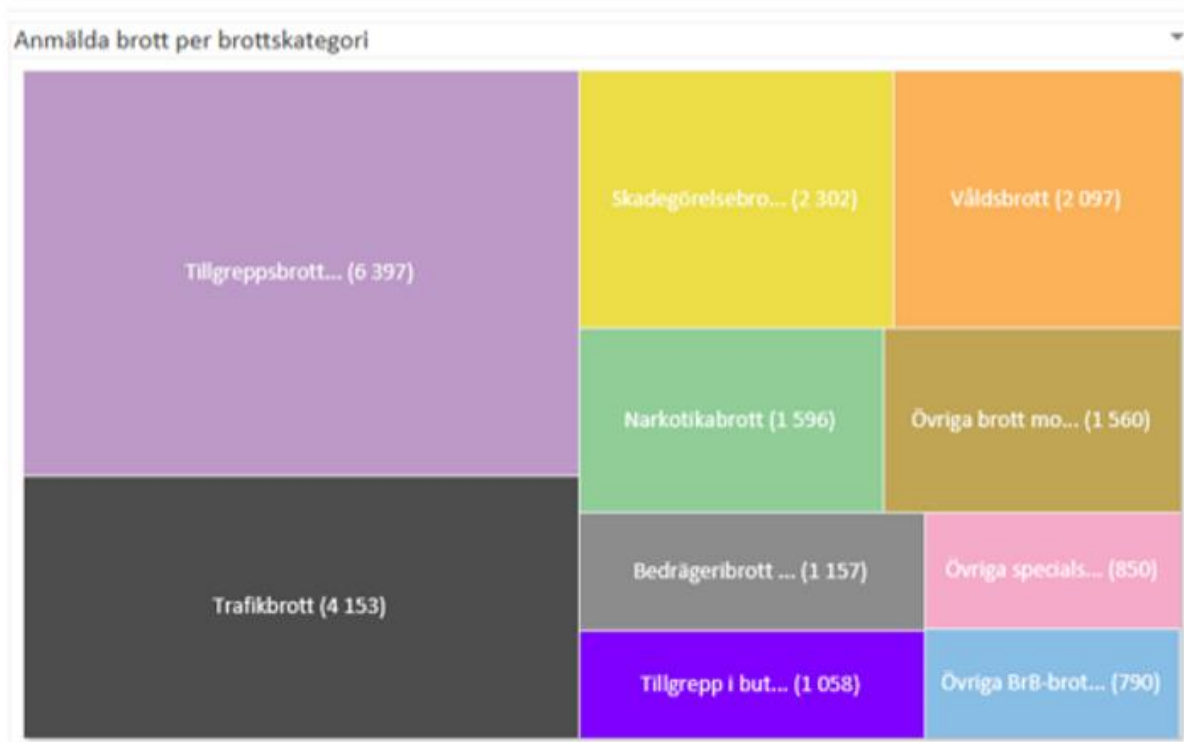 Anmälda brott per brottskategori
Tillgreppsbrott... (6 397)
Trafikbrott (4 153)
Skadegörelsebro... (2 302)
Våldsbrott (2 097)
Narkotikabrott (1 596)
Övriga brott mo... (1 560)
Bedrägeribrott ... (1 157)
Övriga specials... (850)
Tillgrepp i but... (1 058)
Övriga BrB-brot... (790)